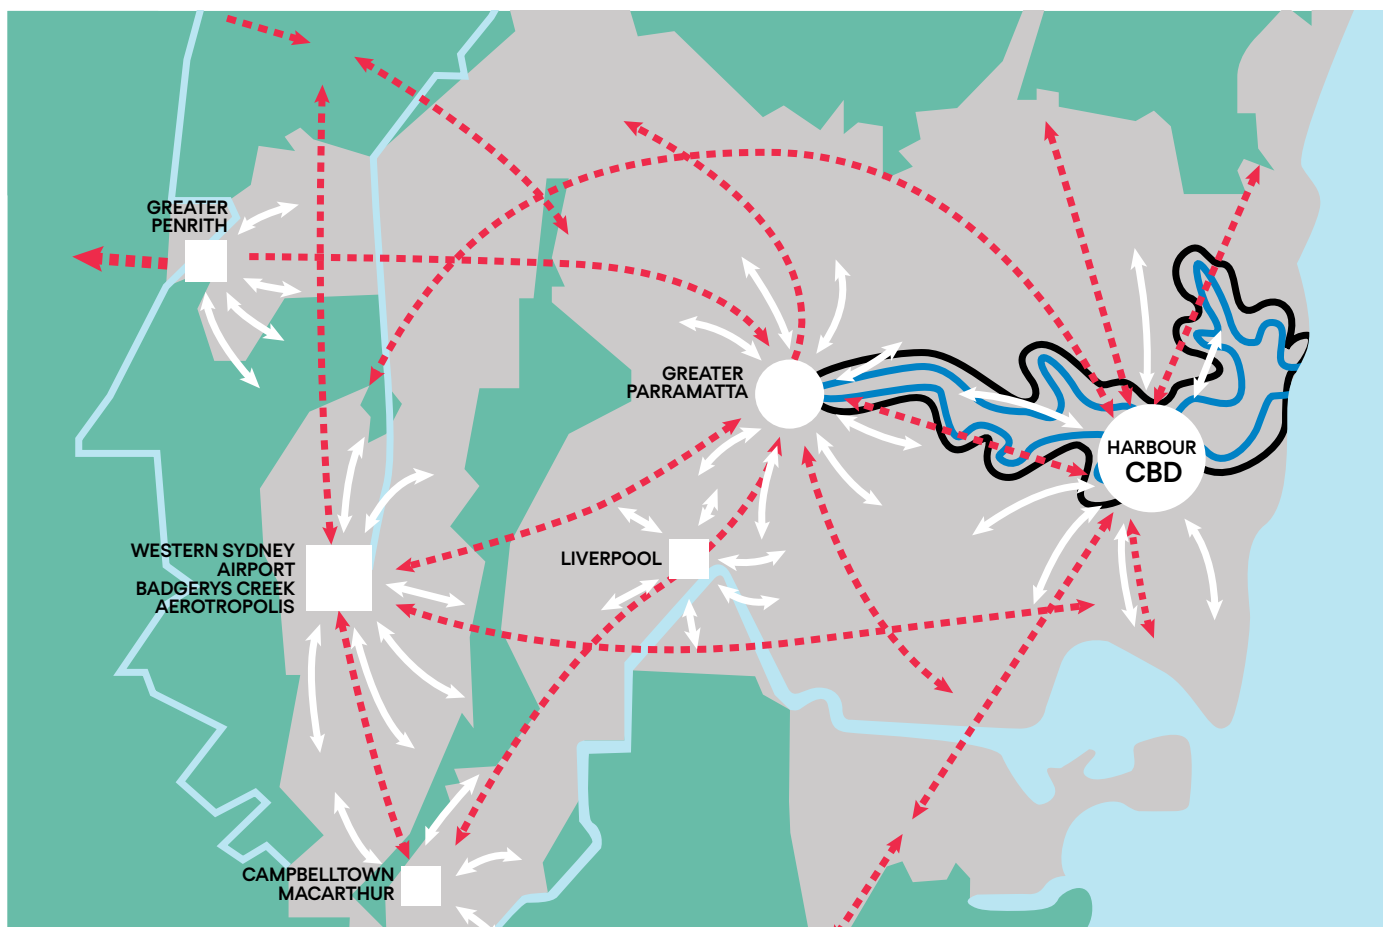 GREATER
PENRITH
GREATER
PARRAMATTA
HARBOUR
CBD
WESTERN SYDNEY
AIRPORT
BADGERYS CREEK
AEROTROPOLIS
LIVERPOOL
CAMPBELLTOWN
MACARTHUR